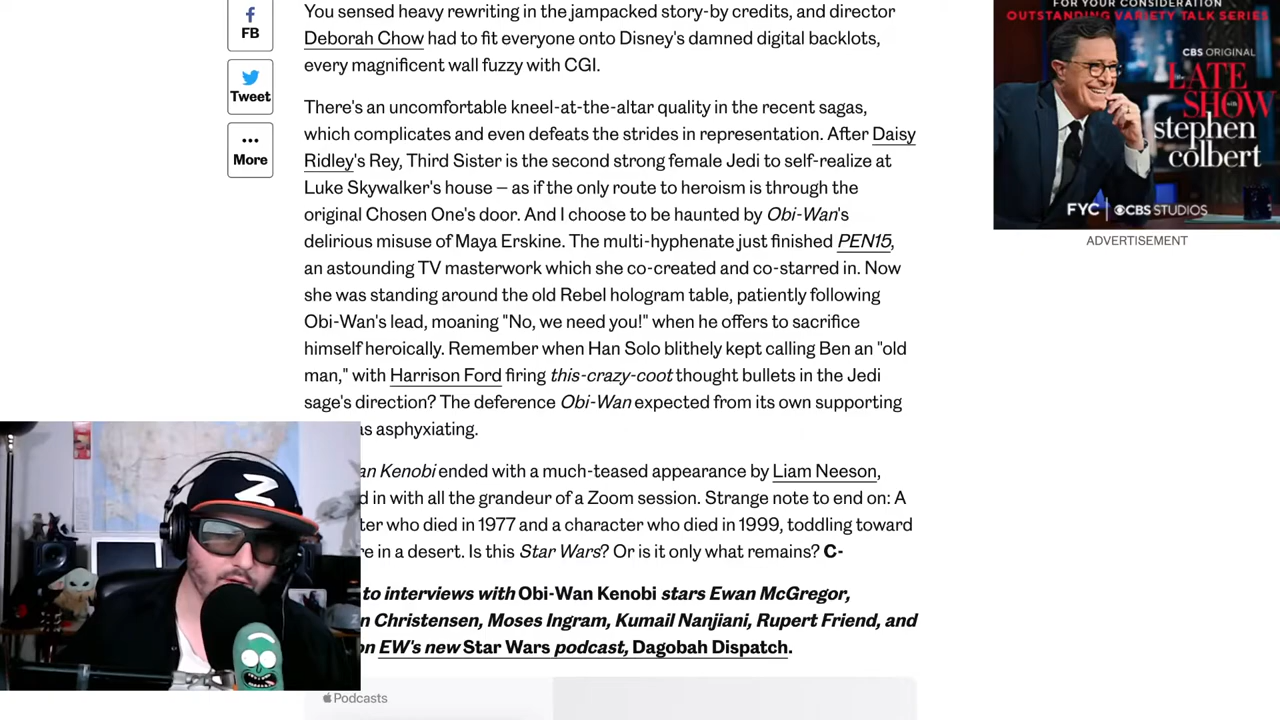 FB
Tweet
More
You sensed heavy rewriting in the jampacked story-by credits, and director
Deborah Chow had to fit everyone onto Disney's damned digital backlots,
every magnificent wall fuzzy with CGI.
There's an uncomfortable kneel-at-the-altar quality in the recent sagas,
which complicates and even defeats the strides in representation. After Daisy
Ridley's Rey, Third Sister is the second strong female Jedi to self-realize at
Luke Skywalker's house – as if the only route to heroism is through the
original Chosen One's door. And I choose to be haunted by Obi-Wan's
delirious misuse of Maya Erskine. The multi-hyphenate just finished PEN15,
an astounding TV masterwork which she co-created and co-starred in. Now
she was standing around the old Rebel hologram table, patiently following
Obi-Wan's lead, moaning "No, we need you!" when he offers to sacrifice
himself heroically. Remember when Han Solo blithely kept calling Ben an "old
man," with Harrison Ford firing this-crazy-coot thought bullets in the Jedi
sage's direction? The deference Obi-Wan expected from its own supporting
as asphyxiating.
an Kenobi ended with a much-teased appearance by Liam Neeson,
d in with all the grandeur of a Zoom session. Strange note to end on: A
ter who died in 1977 and a character who died in 1999, toddling toward
re in a desert. Is this Star Wars? Or is it only what remains? C-
to interviews with Obi-Wan Kenobi stars Ewan McGregor,
n Christensen, Moses Ingram, Kumail Nanjiani, Rupert Friend, and
on EW's new Star Wars podcast, Dagobah Dispatch.
Podcasts
FOR YOUR CONSIDERATION
OUTSTANDING VARIETY TALK SERIES
CBS ORIGINAL
the LATE
SHOW with
stephen
colbert
FYC | CBS STUDIOS
ADVERTISEMENT
Z